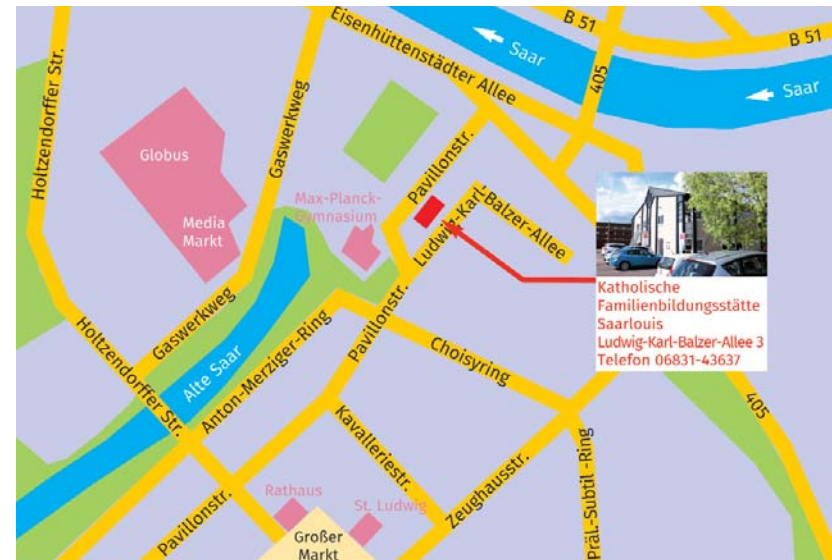 B 51
B 51
Eisenhüttenstädter Allee
Saar
Saar
405
Holtzendorffer Str.
Gaswerkweg
Globus
Media
Markt
Max-Planck-
Gymnasium
Pavillonstr.
Ludwig-Karl-Balzer-Allee
Katholische
Familienbildungsstätte
Saarlouis
Ludwig-Karl-Balzer-Allee 3
Telefon 06831-43637
Gaswerkweg
Holtzendorffer Str.
Alte Saar
Anton-Merziger-Ring
Pavillonstr.
Choisyring
Kavalleriestr.
405
Zeughausstr.
Präl.-Subtil -Ring
Pavillonstr.
Rathaus
St. Ludwig
Großer
Markt